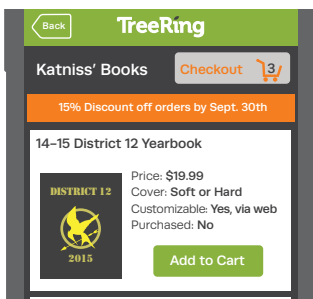 Back
TreeRing
Katniss' Books
Checkout 3
15% Discount off orders by Sept. 30th
14-15 District 12 Yearbook
Price: $19.99
Cover: Soft or Hard
Customizable: Yes, via web
Purchased: No
DISTRICT 12
2015
Add to Cart